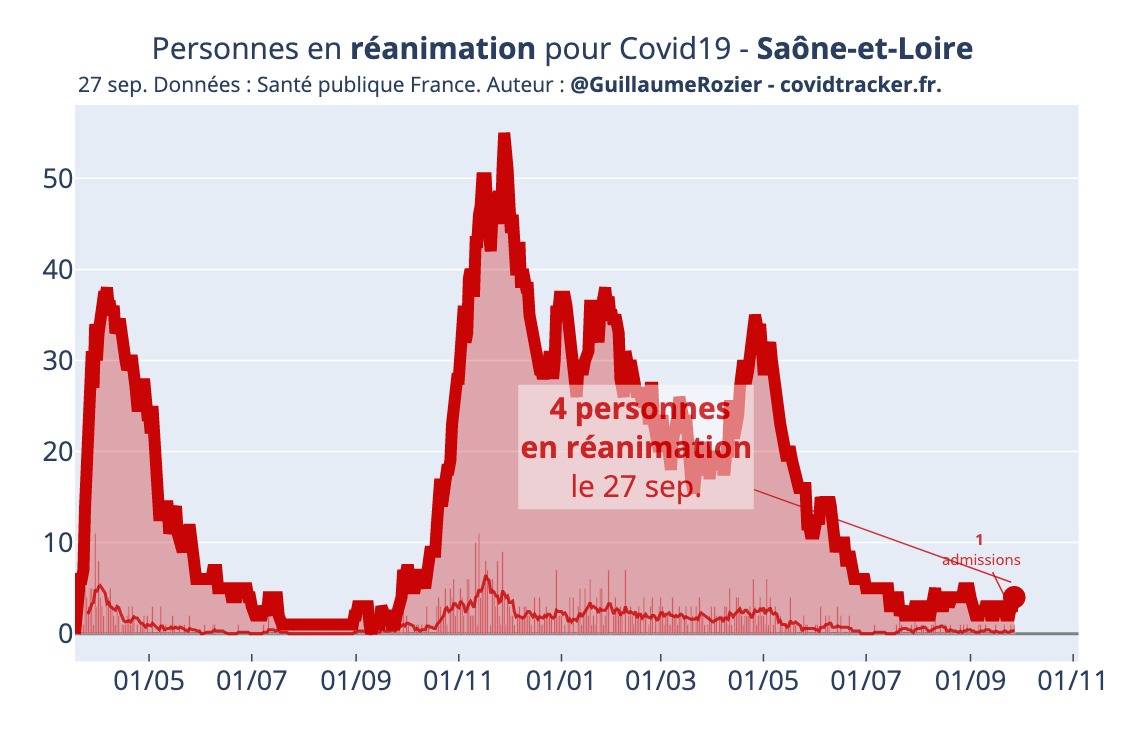 Personnes en réanimation pour Covid19 - Saône-et-Loire
27 sep. Données : Santé publique France. Auteur : @GuillaumeRozier - covidtracker.fr.
50
40
30
20
10
0
4 personnes
en réanimation
le 27 sep.
1
admissions
01/05 01/07 01/09 01/11 01/01 01/03 01/05 01/07 01/09 01/11